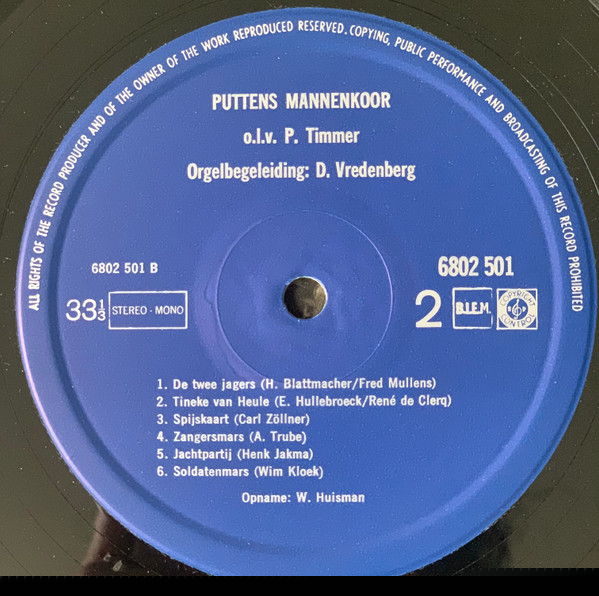 ALL RIGHTS OF THE RECORD PRODUCER AND OF THE OWNER OF THE WORK REPRODUCED RESERVED. COPYING, PUBLIC PERFORMANCE AND BROADCASTING OF THIS RECORD PROHIBITED
PUTTENS MANNENKOOR
o.l.v. P. Timmer
Orgelbegeleiding: D. Vredenberg
6802 501 B
6802 501
33⅓ STEREO - MONO
2 B.I.E.M. COPYRIGHT CONTROL
1. De twee jagers (H. Blattmacher/Fred Mullens)
2. Tineke van Heule (E. Hullebroeck/René de Clerq)
3. Spijskaart (Carl Zöllner)
4. Zangersmars (A. Trube)
5. Jachtpartij (Henk Jakma)
6. Soldatenmars (Wim Kloek)
Opname: W. Huisman